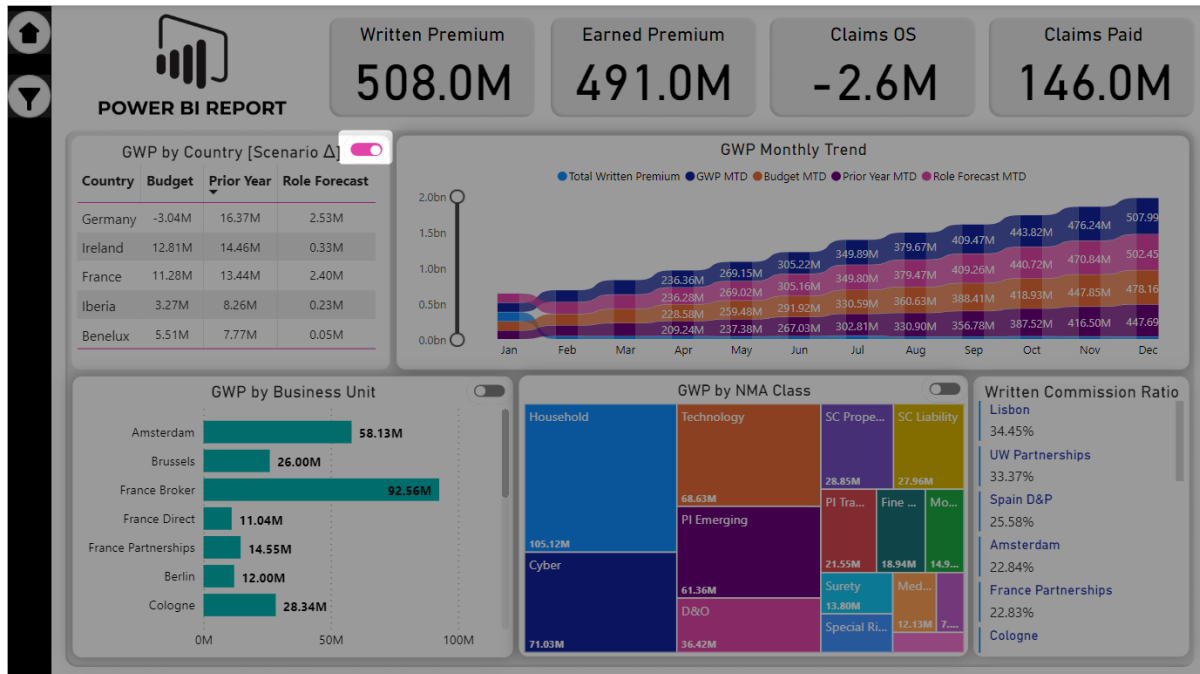 Written Premium
508.0M
Earned Premium
491.0M
Claims OS
-2.6M
Claims Paid
146.0M
POWER BI REPORT
GWP by Country [Scenario Δ]
Country Budget Prior Year Role Forecast
Germany -3.04M 16.37M 2.53M
Ireland 12.81M 14.46M 0.33M
France 11.28M 13.44M 2.40M
Iberia 3.27M 8.26M 0.23M
Benelux 5.51M 7.77M 0.05M
GWP Monthly Trend
Total Written Premium GWP MTD Budget MTD Prior Year MTD Role Forecast MTD
2.0bn
1.5bn
1.0bn
0.5bn
0.0bn
236.36M 269.15M 305.22M 349.89M 379.67M 409.47M 443.82M 476.24M 507.99
236.28M 269.02M 305.16M 349.80M 379.47M 409.26M 440.72M 470.84M 502.45
228.58M 259.48M 291.92M 330.59M 360.63M 388.41M 418.93M 447.85M 478.16
209.24M 237.38M 267.03M 302.81M 330.90M 356.78M 387.52M 416.50M 447.69
Jan Feb Mar Apr May Jun Jul Aug Sep Oct Nov Dec
GWP by Business Unit
Amsterdam 58.13M
Brussels 26.00M
France Broker 92.56M
France Direct 11.04M
France Partnerships 14.55M
Berlin 12.00M
Cologne 28.34M
0M 50M 100M
GWP by NMA Class
Household
105.12M
Cyber
71.03M
Technology
68.63M
PI Emerging
61.36M
D&O
36.42M
SC Prope...
28.85M
SC Liability
27.96M
PI Tra...
21.55M
Fine ...
18.94M
Mo...
14.9...
Surety
13.80M
Special Ri...
Med...
12.13M
7....
Written Commission Ratio
Lisbon
34.45%
UW Partnerships
33.37%
Spain D&P
25.58%
Amsterdam
22.84%
France Partnerships
22.83%
Cologne